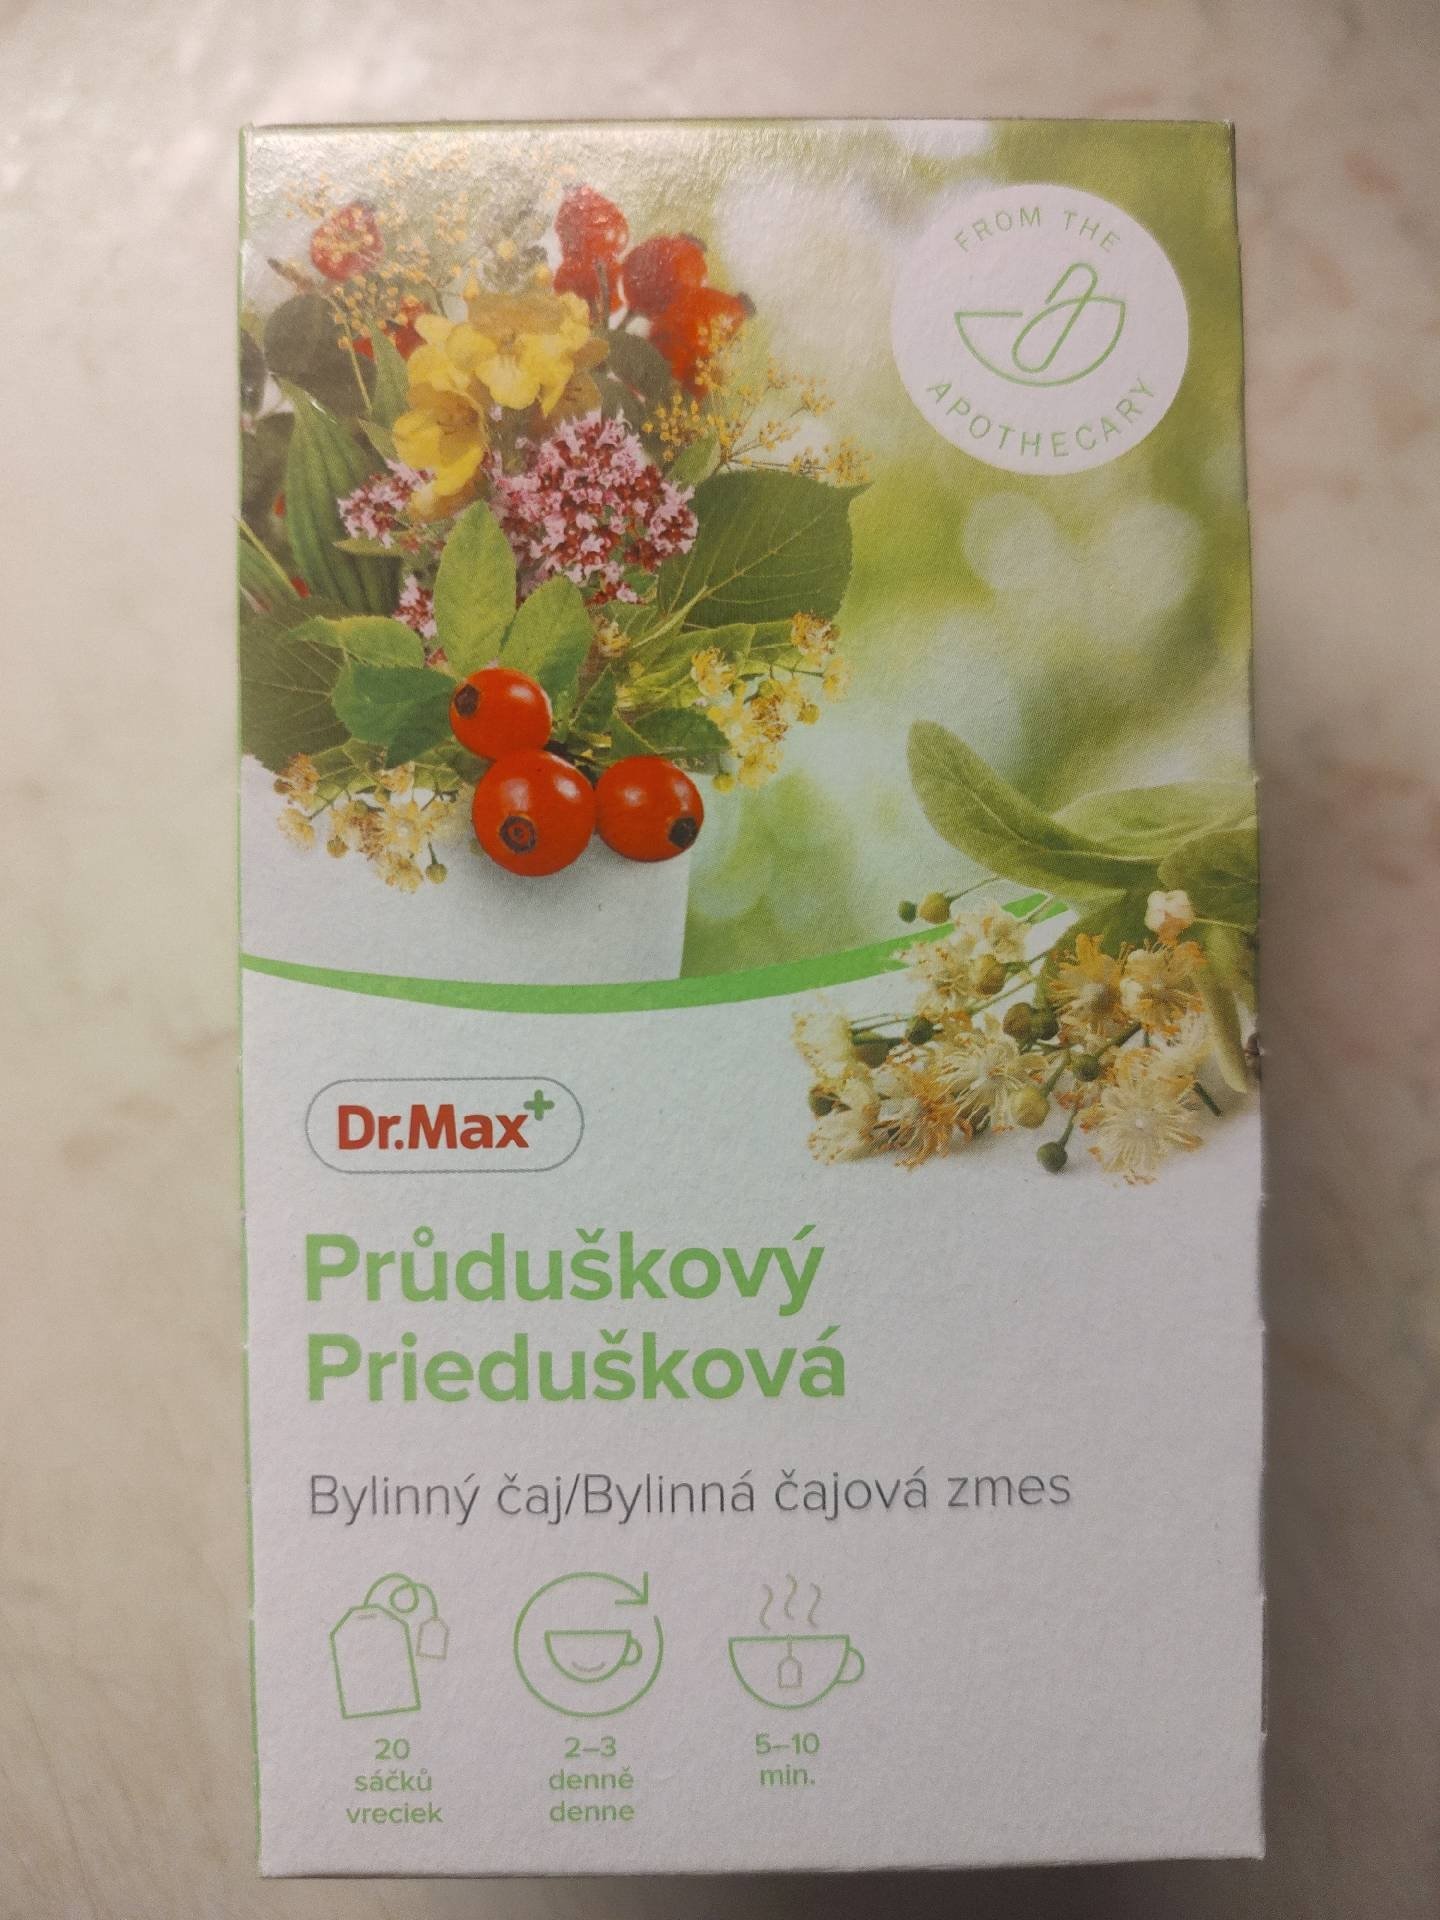 FROM THE
APOTHECARY
Dr.Max+
Průduškový
Priedušková
Bylinný čaj/Bylinná čajová zmes
20
sáčků
vreciek
2–3
denně
denne
5–10
min.